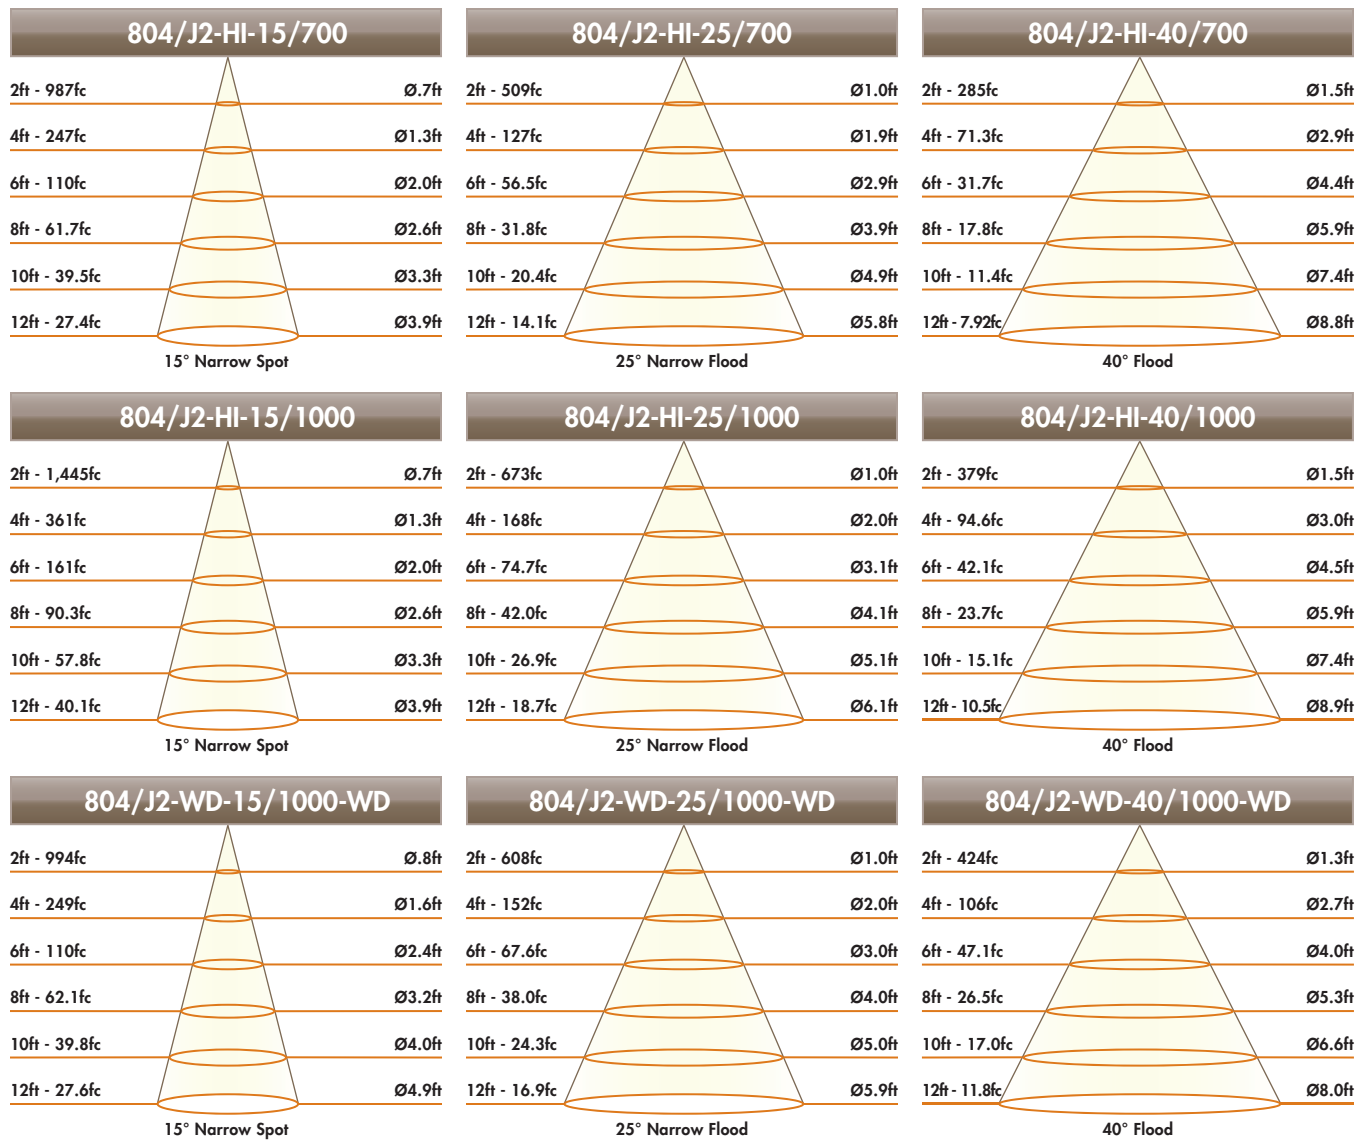 804/J2-HI-15/700
2ft - 987fc Ø.7ft
4ft - 247fc Ø1.3ft
6ft - 110fc Ø2.0ft
8ft - 61.7fc Ø2.6ft
10ft - 39.5fc Ø3.3ft
12ft - 27.4fc Ø3.9ft
15° Narrow Spot
804/J2-HI-25/700
2ft - 509fc Ø1.0ft
4ft - 127fc Ø1.9ft
6ft - 56.5fc Ø2.9ft
8ft - 31.8fc Ø3.9ft
10ft - 20.4fc Ø4.9ft
12ft - 14.1fc Ø5.8ft
25° Narrow Flood
804/J2-HI-40/700
2ft - 285fc Ø1.5ft
4ft - 71.3fc Ø2.9ft
6ft - 31.7fc Ø4.4ft
8ft - 17.8fc Ø5.9ft
10ft - 11.4fc Ø7.4ft
12ft - 7.92fc Ø8.8ft
40° Flood
804/J2-HI-15/1000
2ft - 1,445fc Ø.7ft
4ft - 361fc Ø1.3ft
6ft - 161fc Ø2.0ft
8ft - 90.3fc Ø2.6ft
10ft - 57.8fc Ø3.3ft
12ft - 40.1fc Ø3.9ft
15° Narrow Spot
804/J2-HI-25/1000
2ft - 673fc Ø1.0ft
4ft - 168fc Ø2.0ft
6ft - 74.7fc Ø3.1ft
8ft - 42.0fc Ø4.1ft
10ft - 26.9fc Ø5.1ft
12ft - 18.7fc Ø6.1ft
25° Narrow Flood
804/J2-HI-40/1000
2ft - 379fc Ø1.5ft
4ft - 94.6fc Ø3.0ft
6ft - 42.1fc Ø4.5ft
8ft - 23.7fc Ø5.9ft
10ft - 15.1fc Ø7.4ft
12ft - 10.5fc Ø8.9ft
40° Flood
804/J2-WD-15/1000-WD
2ft - 994fc Ø.8ft
4ft - 249fc Ø1.6ft
6ft - 110fc Ø2.4ft
8ft - 62.1fc Ø3.2ft
10ft - 39.8fc Ø4.0ft
12ft - 27.6fc Ø4.9ft
15° Narrow Spot
804/J2-WD-25/1000-WD
2ft - 608fc Ø1.0ft
4ft - 152fc Ø2.0ft
6ft - 67.6fc Ø3.0ft
8ft - 38.0fc Ø4.0ft
10ft - 24.3fc Ø5.0ft
12ft - 16.9fc Ø5.9ft
25° Narrow Flood
804/J2-WD-40/1000-WD
2ft - 424fc Ø1.3ft
4ft - 106fc Ø2.7ft
6ft - 47.1fc Ø4.0ft
8ft - 26.5fc Ø5.3ft
10ft - 17.0fc Ø6.6ft
12ft - 11.8fc Ø8.0ft
40° Flood